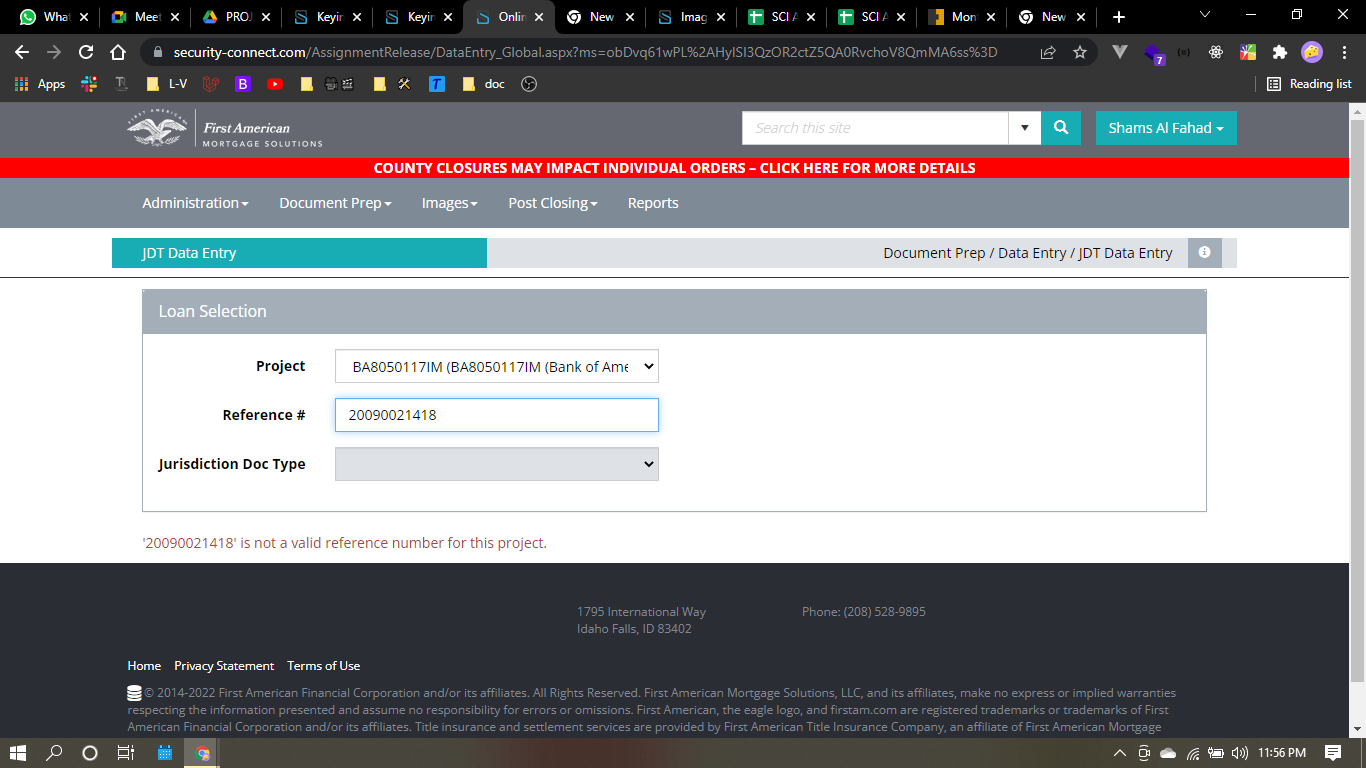 What
Meet
PROJ
Keyin
Keyin
Onlin
New
Imag
SCI A
SCI A
Mon
New
security-connect.com/AssignmentRelease/DataEntry_Global.aspx?ms=obDvq61wPL%2AHyISI3QzOR2ctZ5QA0RvchoV8QmMA6ss%3D
7
Apps
L-V
B
T
doc
Reading list
FIRST AMERICAN
First American
MORTGAGE SOLUTIONS
Search this site
Shams Al Fahad
COUNTY CLOSURES MAY IMPACT INDIVIDUAL ORDERS – CLICK HERE FOR MORE DETAILS
Administration
Document Prep
Images
Post Closing
Reports
JDT Data Entry
Document Prep / Data Entry / JDT Data Entry
Loan Selection
Project
BA8050117IM (BA8050117IM (Bank of Ame
Reference #
20090021418
Jurisdiction Doc Type
'20090021418' is not a valid reference number for this project.
1795 International Way
Idaho Falls, ID 83402
Phone: (208) 528-9895
Home Privacy Statement Terms of Use
© 2014-2022 First American Financial Corporation and/or its affiliates. All Rights Reserved. First American Mortgage Solutions, LLC, and its affiliates, make no express or implied warranties
respecting the information presented and assume no responsibility for errors or omissions. First American, the eagle logo, and firstam.com are registered trademarks or trademarks of First
American Financial Corporation and/or its affiliates. Title insurance and settlement services are provided by First American Title Insurance Company, an affiliate of First American Mortgage
11:56 PM